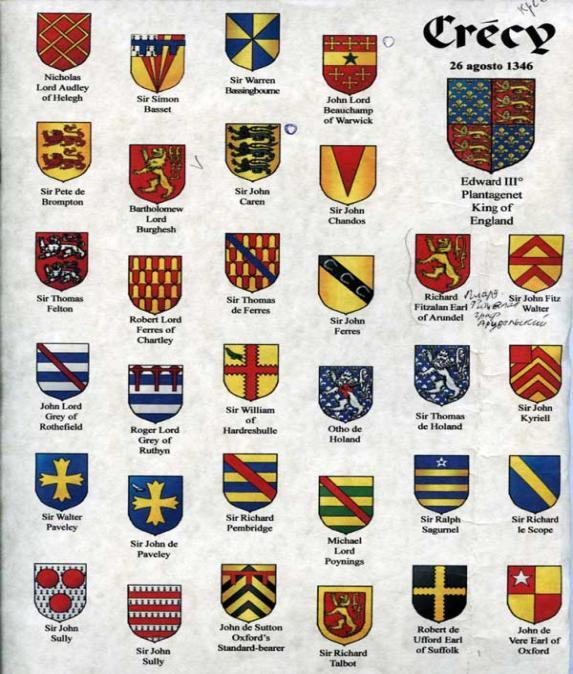 Crécy
26 agosto 1346
Edward III°
Plantagenet
King of
England
Nicholas
Lord Audley
of Helegh
Sir Simon
Basset
Sir Warren
Bassingbourne
John Lord
Beauchamp
of Warwick
Sir Pete de
Brompton
Bartholomew
Lord
Burghesh
Sir John
Caren
Sir John
Chandos
Sir Thomas
Felton
Robert Lord
Ferres of
Chartley
Sir Thomas
de Ferres
Sir John
Ferres
Richard
Fitzalan Earl
of Arundel
Sir John Fitz
Walter
John Lord
Grey of
Rothefield
Roger Lord
Grey of
Ruthyn
Sir William
of
Hardreshulle
Otho de
Holand
Sir Thomas
de Holand
Sir John
Kyriell
Sir Walter
Paveley
Sir John de
Paveley
Sir Richard
Pembridge
Michael
Lord
Poynings
Sir Ralph
Sagurnel
Sir Richard
le Scope
Sir John
Sully
Sir John
Sully
John de Sutton
Oxford's
Standard-bearer
Sir Richard
Talbot
Robert de
Ufford Earl
of Suffolk
John de
Vere Earl of
Oxford